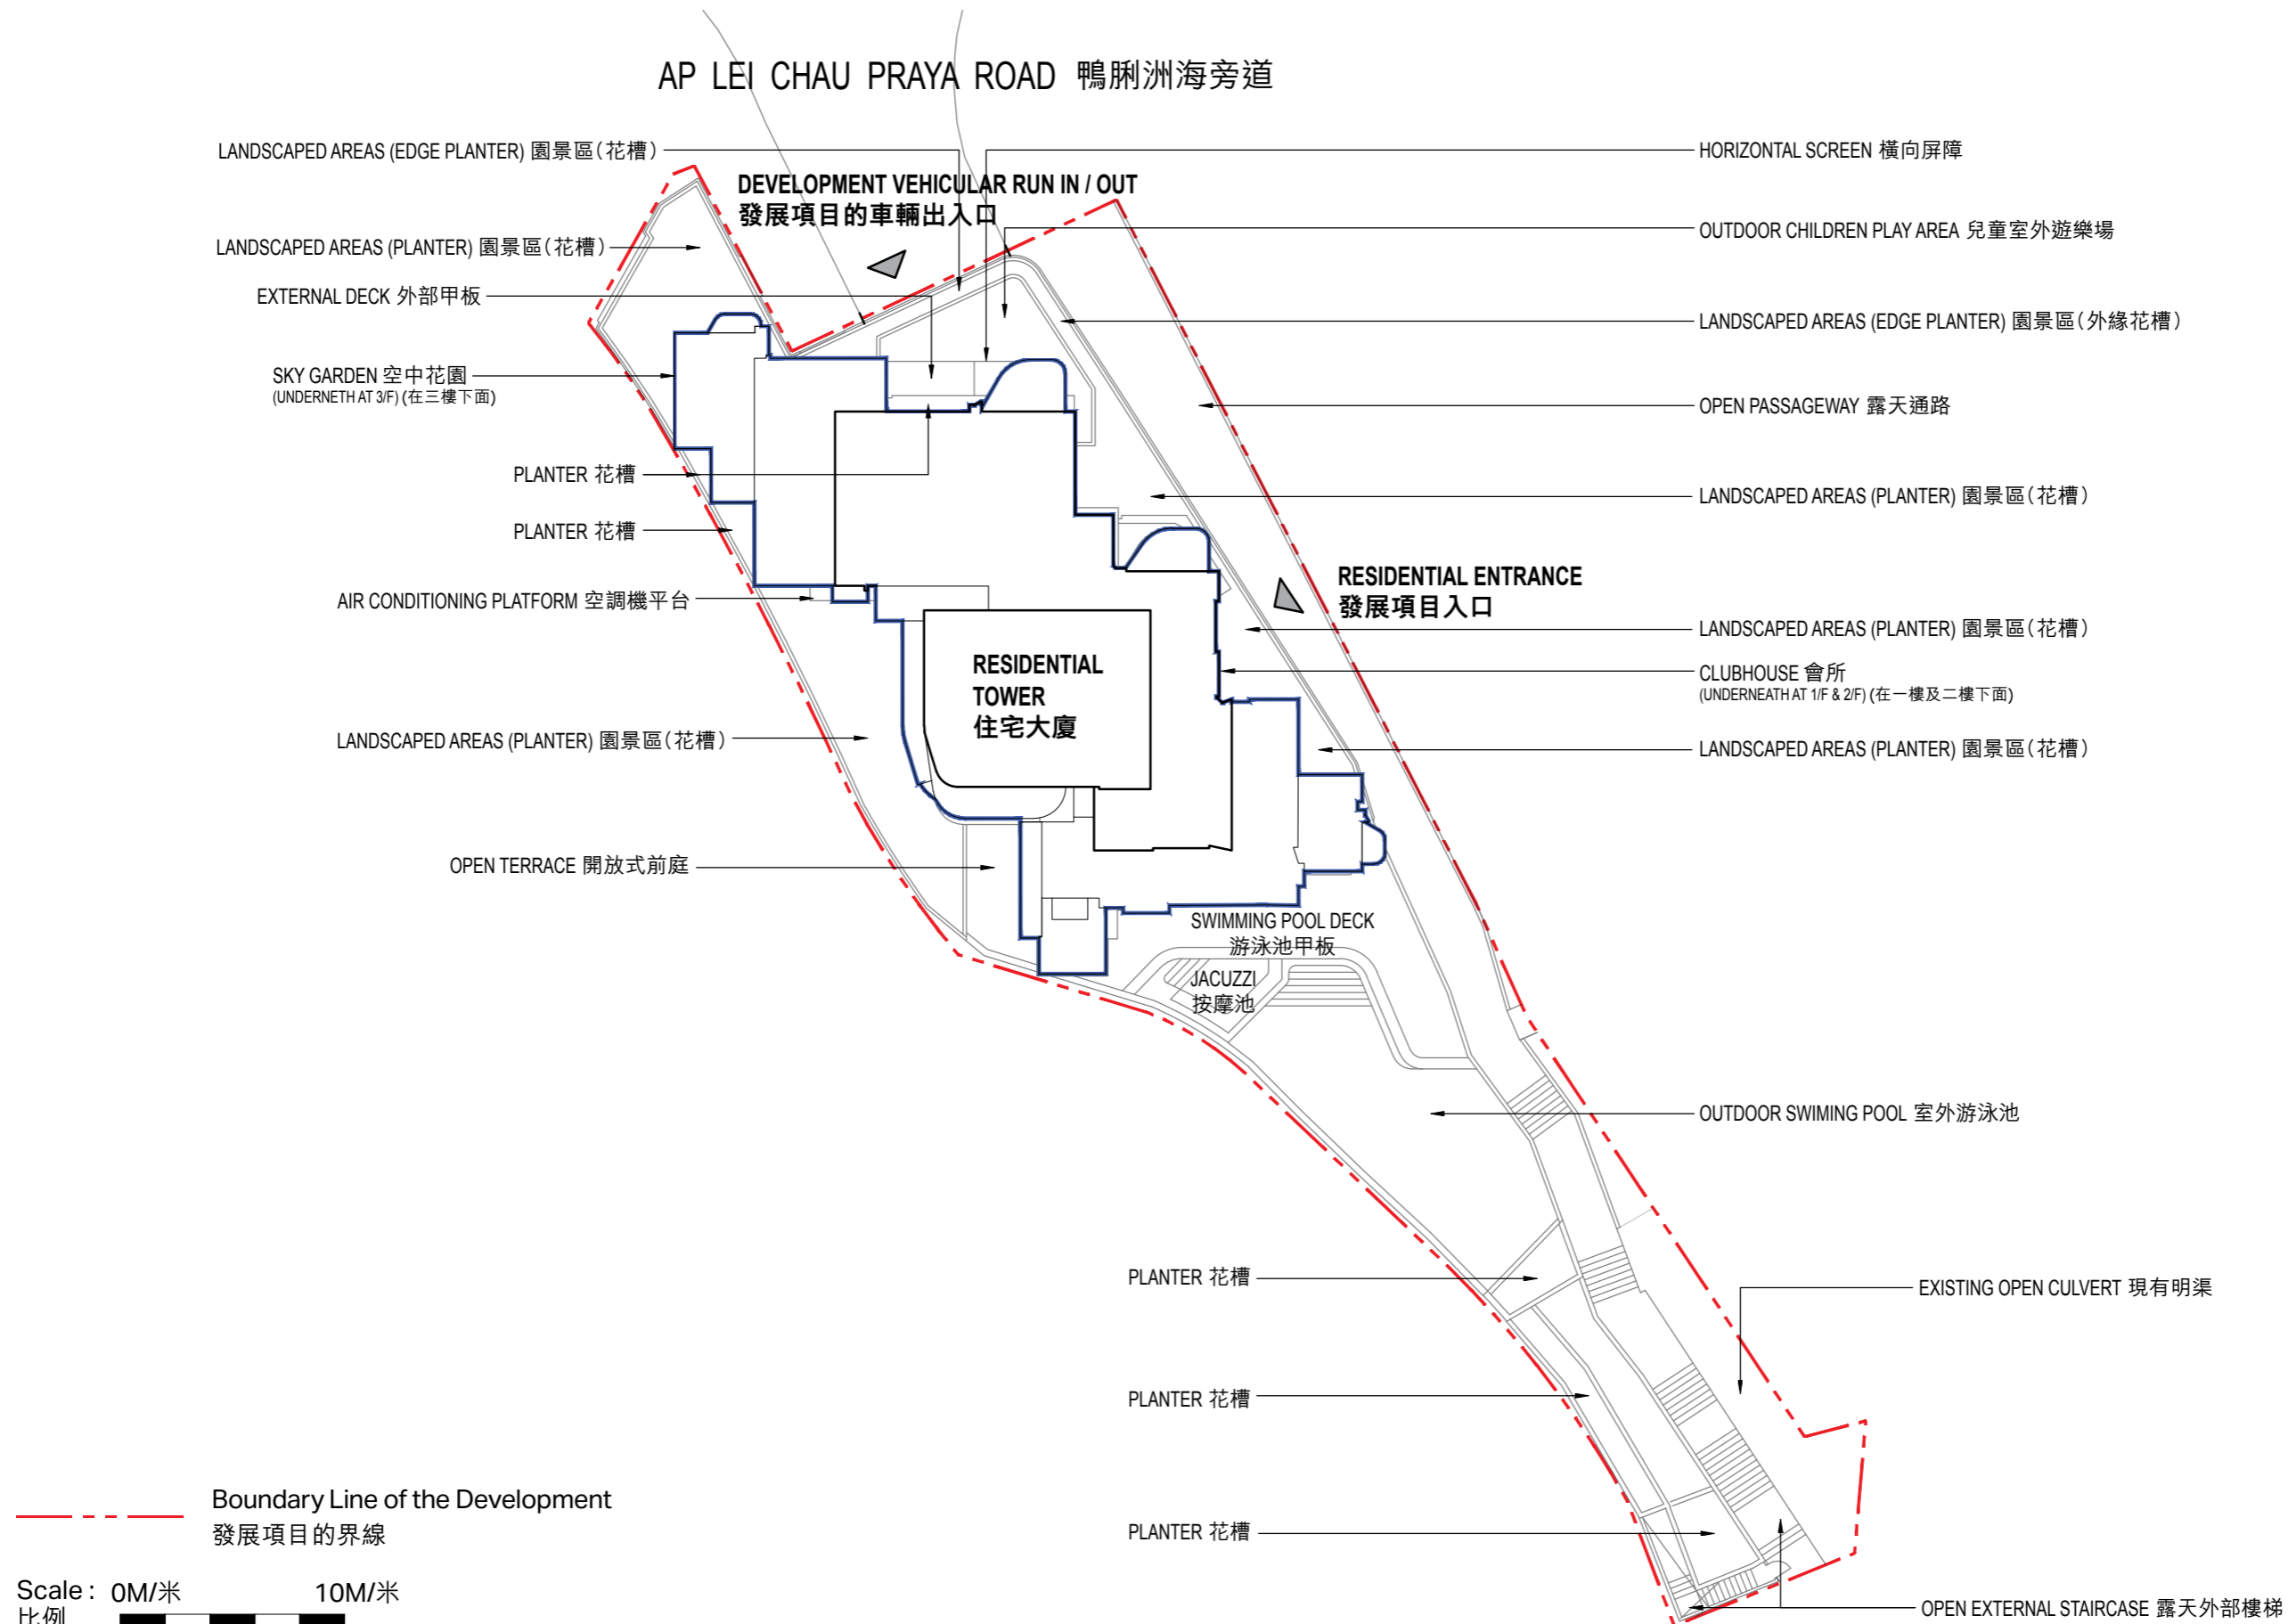 AP LEI CHAU PRAYA ROAD 鴨脷洲海旁道
LANDSCAPED AREAS (EDGE PLANTER) 園景區(花槽)
HORIZONTAL SCREEN 橫向屏障
DEVELOPMENT VEHICULAR RUN IN / OUT
發展項目的車輛出入口
OUTDOOR CHILDREN PLAY AREA 兒童室外遊樂場
LANDSCAPED AREAS (PLANTER) 園景區(花槽)
EXTERNAL DECK 外部甲板
LANDSCAPED AREAS (EDGE PLANTER) 園景區(外緣花槽)
SKY GARDEN 空中花園
(UNDERNETH AT 3/F) (在三樓下面)
OPEN PASSAGEWAY 露天通路
PLANTER 花槽
LANDSCAPED AREAS (PLANTER) 園景區(花槽)
PLANTER 花槽
RESIDENTIAL ENTRANCE
發展項目入口
AIR CONDITIONING PLATFORM 空調機平台
LANDSCAPED AREAS (PLANTER) 園景區(花槽)
RESIDENTIAL
TOWER
住宅大廈
CLUBHOUSE 會所
(UNDERNEATH AT 1/F & 2/F) (在一樓及二樓下面)
LANDSCAPED AREAS (PLANTER) 園景區(花槽)
LANDSCAPED AREAS (PLANTER) 園景區(花槽)
OPEN TERRACE 開放式前庭
SWIMMING POOL DECK
游泳池甲板
JACUZZI
按摩池
OUTDOOR SWIMING POOL 室外游泳池
PLANTER 花槽
EXISTING OPEN CULVERT 現有明渠
PLANTER 花槽
PLANTER 花槽
OPEN EXTERNAL STAIRCASE 露天外部樓梯
Boundary Line of the Development
發展項目的界線
Scale : 0M/米 10M/米
比例